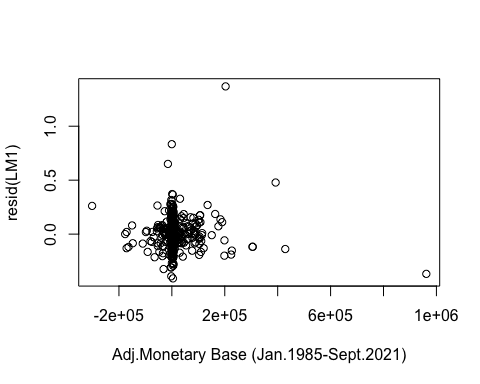 resid(LM1)
1.0
0.5
0.0
-2e+05 2e+05 6e+05 1e+06
Adj.Monetary Base (Jan.1985-Sept.2021)